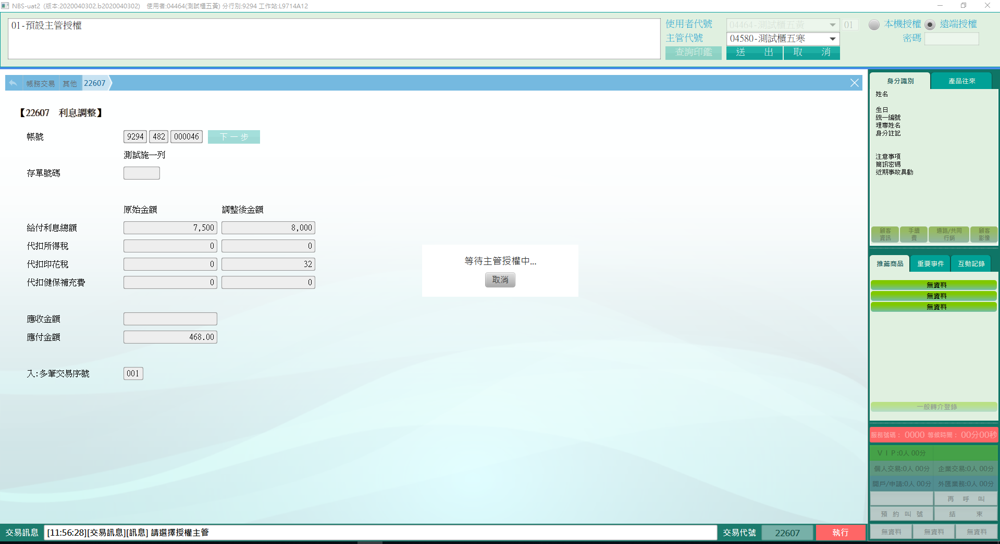 NBS-uat2 (版本:2020040302.b2020040302) 使用者:04464(測試櫃五黃) 分行別:9294 工作站:L9714A12
01-預設主管授權
使用者代號 04464-測試櫃五黃 01 本機授權 遠端授權
主管代號 04580-測試櫃五寒 密碼
查詢印鑑 送 出 取 消
帳務交易 其他 22607
【22607 利息調整】
帳號 9294 482 000046 下一步
測試施一列
存單號碼
原始金額 調整後金額
給付利息總額 7,500 8,000
代扣所得稅 0 0
代扣印花稅 0 32
代扣健保補充費 0 0
應收金額
應付金額 468.00
入:多筆交易序號 001
等待主管授權中...
取消
身分識別 產品往來
姓名
生日
統一編號
理專姓名
身分註記
注意事項
簡訊密碼
近期事故異動
顧客資訊 手續費 通路/共同行銷 顧客影像
推薦商品 重要事件 互動記錄
無資料
無資料
無資料
一般轉介登錄
服務號碼: 0000 等候時間: 00分00秒
VIP:0人 00分
個人交易:0人 00分 企業交易:0人 00分
開戶/申請:0人 00分 外匯業務:0人 00分
再 呼 叫
預 約 叫 號 結 束
無資料 無資料 無資料
交易訊息 [11:56:28][交易訊息][訊息] 請選擇授權主管 交易代號 22607 執行